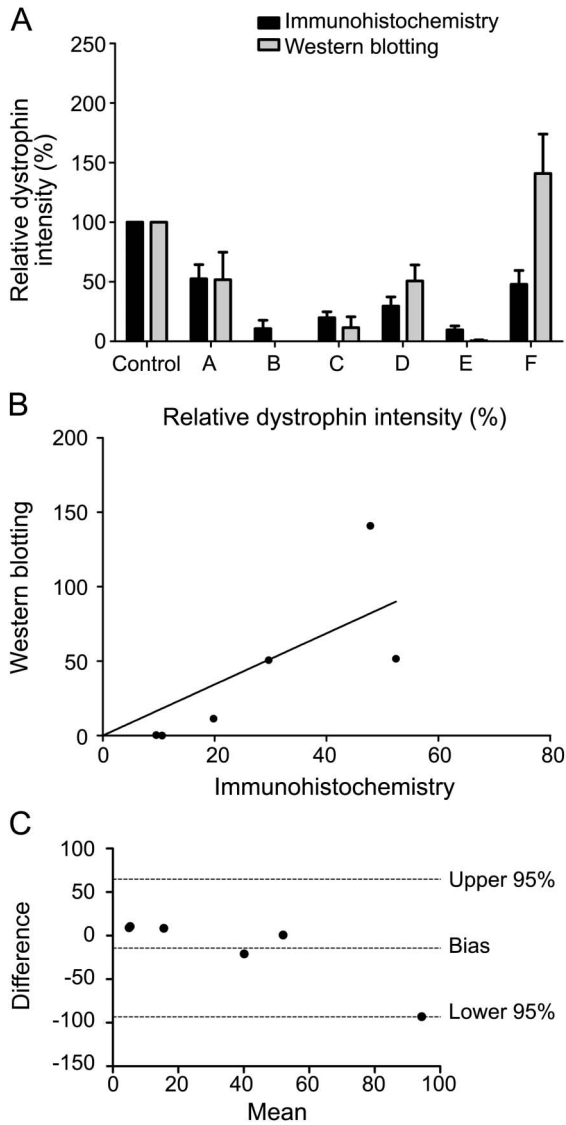 A
Immunohistochemistry
Western blotting
Relative dystrophin
intensity (%)
250
200
150
100
50
0
Control A B C D E F
B
Relative dystrophin intensity (%)
Western blotting
200
150
100
50
0
0 20 40 60 80
Immunohistochemistry
C
Difference
100
50
0
-50
-100
-150
Upper 95%
Bias
Lower 95%
0 20 40 60 80 100
Mean